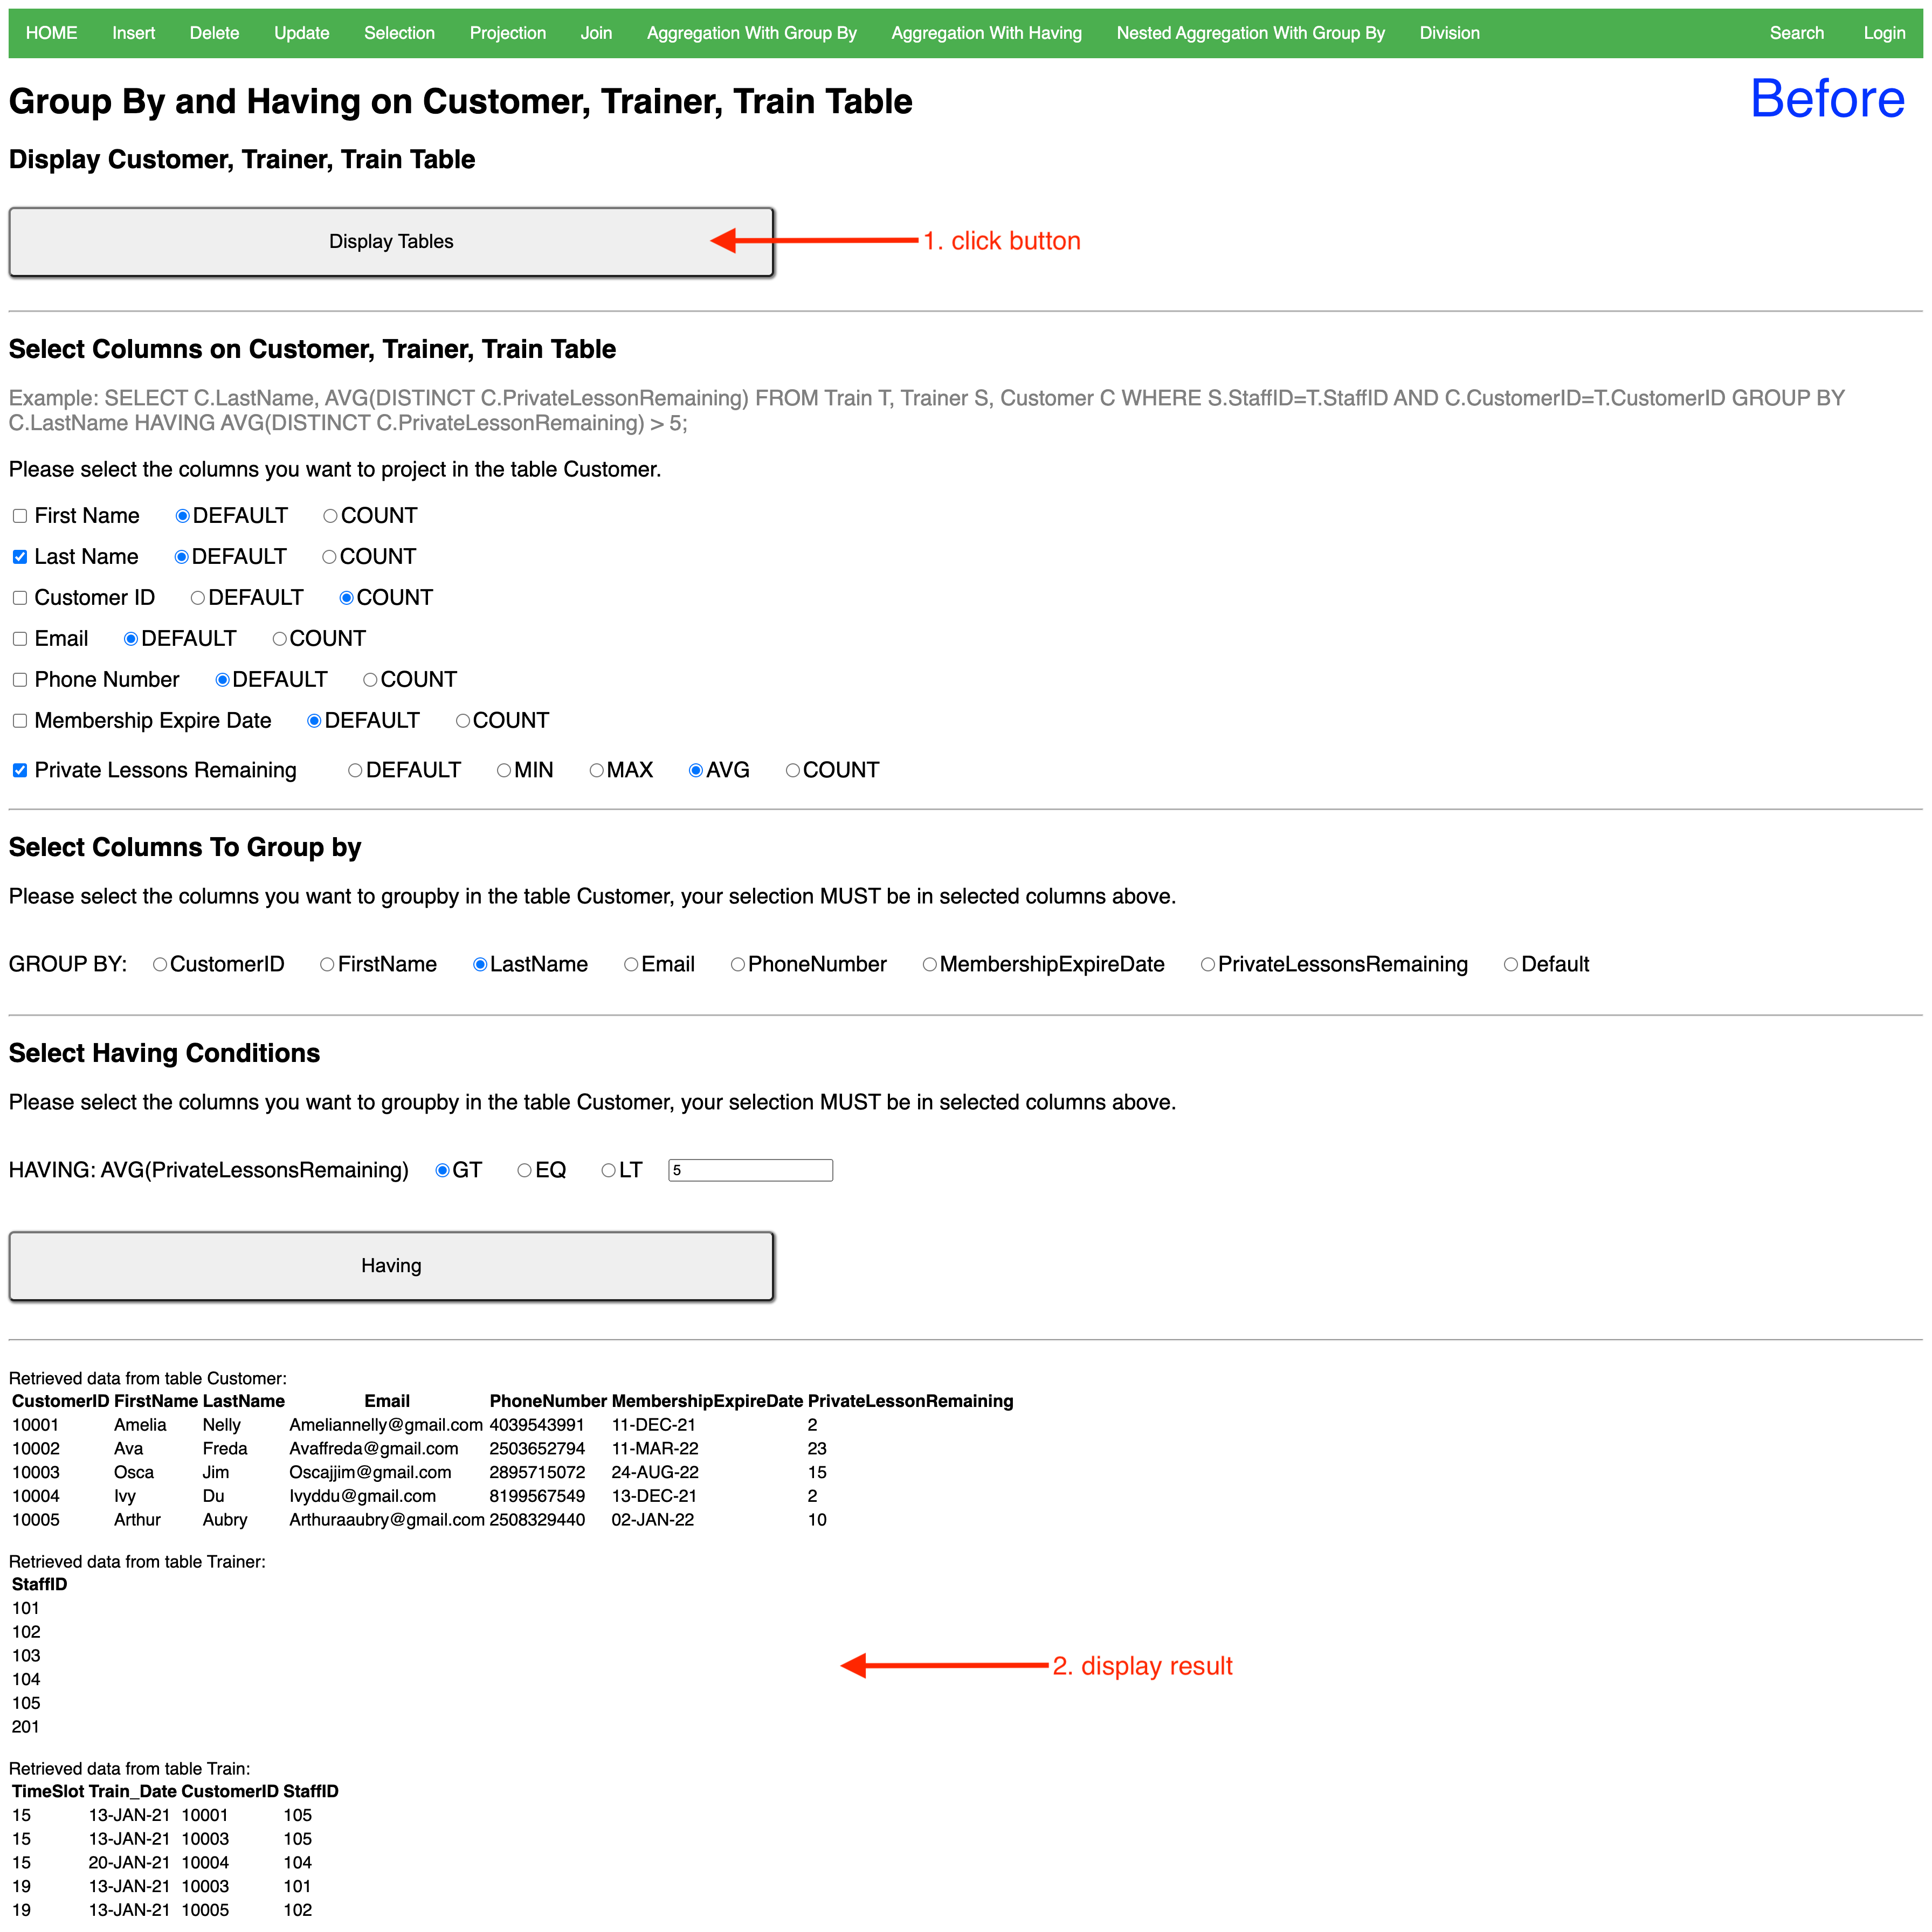 HOME Insert Delete Update Selection Projection Join Aggregation With Group By Aggregation With Having Nested Aggregation With Group By Division Search Login
Group By and Having on Customer, Trainer, Train Table
Before
Display Customer, Trainer, Train Table
Display Tables
1. click button
Select Columns on Customer, Trainer, Train Table
Example: SELECT C.LastName, AVG(DISTINCT C.PrivateLessonRemaining) FROM Train T, Trainer S, Customer C WHERE S.StaffID=T.StaffID AND C.CustomerID=T.CustomerID GROUP BY
C.LastName HAVING AVG(DISTINCT C.PrivateLessonRemaining) > 5;
Please select the columns you want to project in the table Customer.
First Name DEFAULT COUNT
Last Name DEFAULT COUNT
Customer ID DEFAULT COUNT
Email DEFAULT COUNT
Phone Number DEFAULT COUNT
Membership Expire Date DEFAULT COUNT
Private Lessons Remaining DEFAULT MIN MAX AVG COUNT
Select Columns To Group by
Please select the columns you want to groupby in the table Customer, your selection MUST be in selected columns above.
GROUP BY: CustomerID FirstName LastName Email PhoneNumber MembershipExpireDate PrivateLessonsRemaining Default
Select Having Conditions
Please select the columns you want to groupby in the table Customer, your selection MUST be in selected columns above.
HAVING: AVG(PrivateLessonsRemaining) GT EQ LT 5
Having
Retrieved data from table Customer:
CustomerID FirstName LastName Email PhoneNumber MembershipExpireDate PrivateLessonRemaining
10001 Amelia Nelly Ameliannelly@gmail.com 4039543991 11-DEC-21 2
10002 Ava Freda Avaffreda@gmail.com 2503652794 11-MAR-22 23
10003 Osca Jim Oscajjim@gmail.com 2895715072 24-AUG-22 15
10004 Ivy Du Ivyddu@gmail.com 8199567549 13-DEC-21 2
10005 Arthur Aubry Arthuraaubry@gmail.com 2508329440 02-JAN-22 10
Retrieved data from table Trainer:
StaffID
101
102
103
104
105
201
2. display result
Retrieved data from table Train:
TimeSlot Train_Date CustomerID StaffID
15 13-JAN-21 10001 105
15 13-JAN-21 10003 105
15 20-JAN-21 10004 104
19 13-JAN-21 10003 101
19 13-JAN-21 10005 102